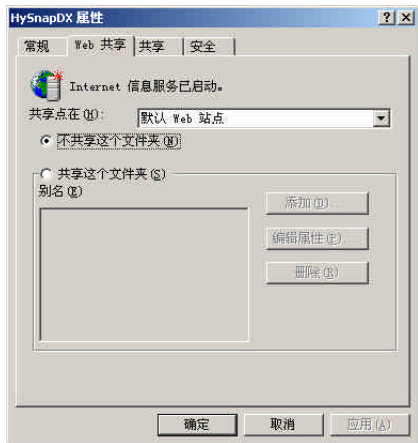 HySnapDX 属性
常规 Web 共享 共享 安全
Internet 信息服务已启动。
共享点在(W): 默认 Web 站点
不共享这个文件夹(N)
共享这个文件夹(S)
别名(E)
添加(D)...
编辑属性(P).
删除(R)
确定 取消 应用(A)